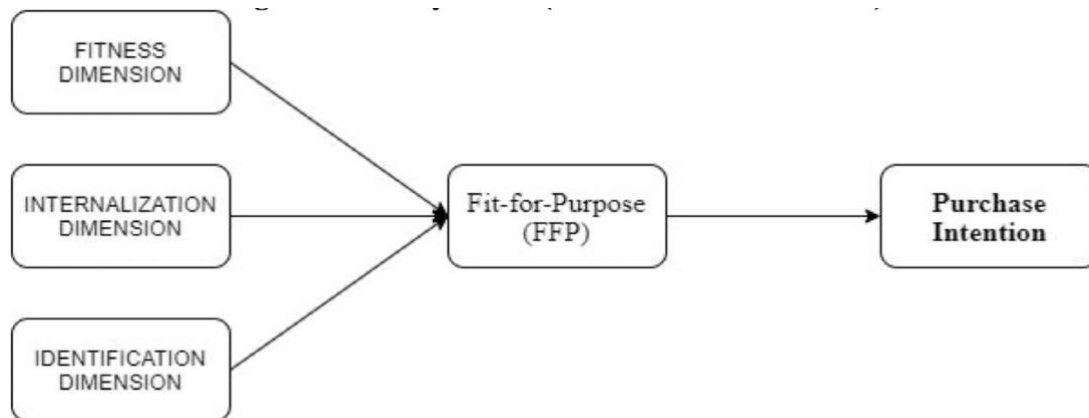 FITNESS
DIMENSION
INTERNALIZATION
DIMENSION
IDENTIFICATION
DIMENSION
Fit-for-Purpose
(FFP)
Purchase
Intention